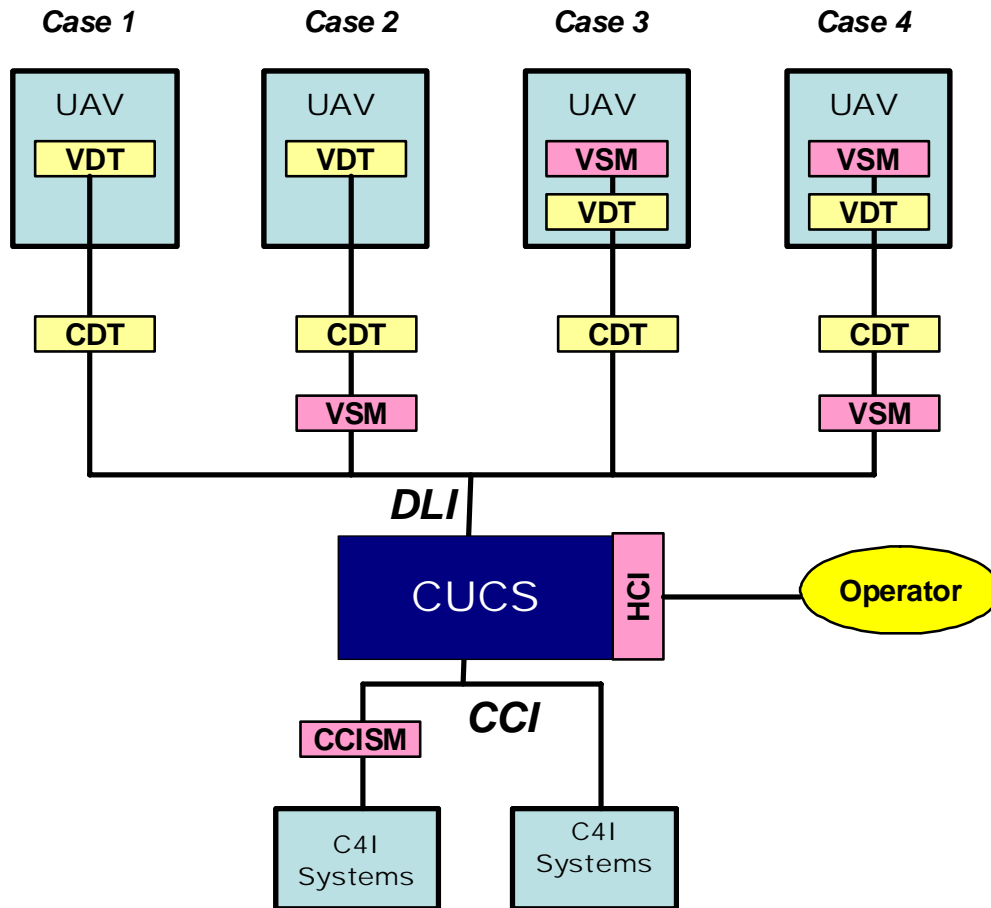 Case 1 Case 2 Case 3 Case 4
UAV UAV UAV UAV
VDT VDT VSM VSM
VDT VDT
CDT CDT CDT CDT
VSM VSM
DLI
CUCS HCI Operator
CCI
CCISM
C4I C4I
Systems Systems